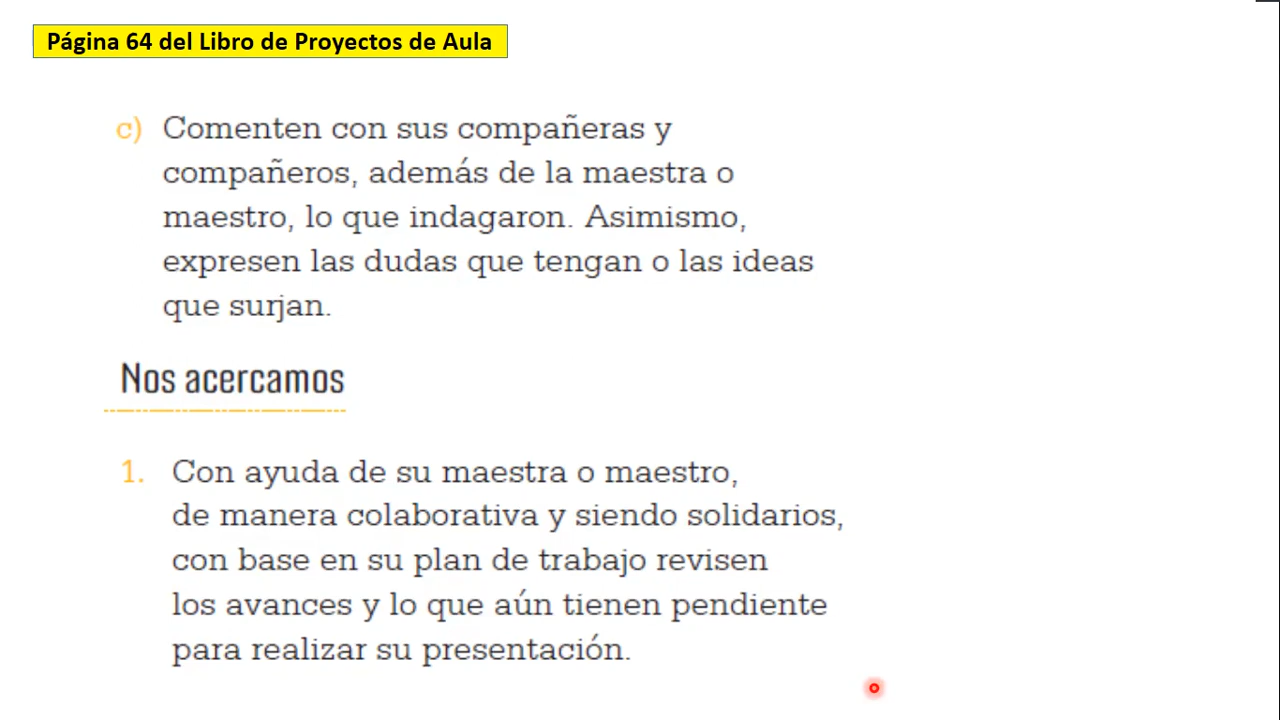 Página 64 del Libro de Proyectos de Aula
c) Comenten con sus compañeras y
compañeros, además de la maestra o
maestro, lo que indagaron. Asimismo,
expresen las dudas que tengan o las ideas
que surjan.
Nos acercamos
1. Con ayuda de su maestra o maestro,
de manera colaborativa y siendo solidarios,
con base en su plan de trabajo revisen
los avances y lo que aún tienen pendiente
para realizar su presentación.